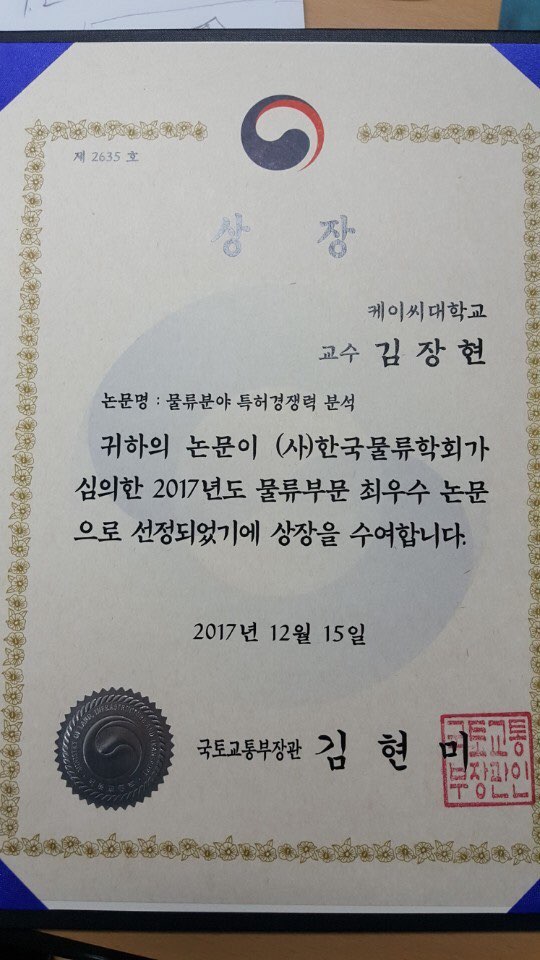 제 2635 호
상 장
케이씨대학교
교수 김장현
논문명 : 물류분야 특허경쟁력 분석
귀하의 논문이 (사)한국물류학회가
심의한 2017년도 물류부문 최우수 논문
으로 선정되었기에 상장을 수여합니다.
2017년 12월 15일
국토교통부장관 김 현 미
국토교통
부장관인